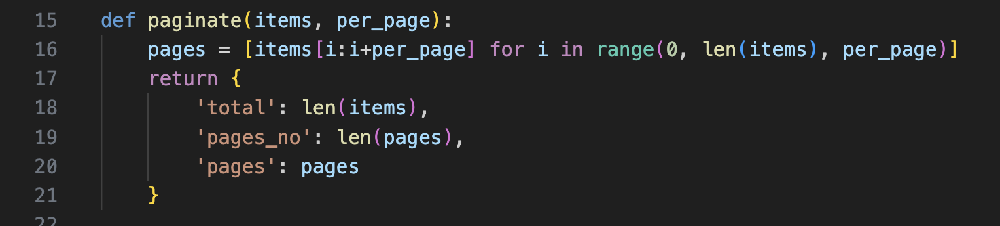 15 def paginate(items, per_page):
16     pages = [items[i:i+per_page] for i in range(0, len(items), per_page)]
17     return {
18         'total': len(items),
19         'pages_no': len(pages),
20         'pages': pages
21     }
22